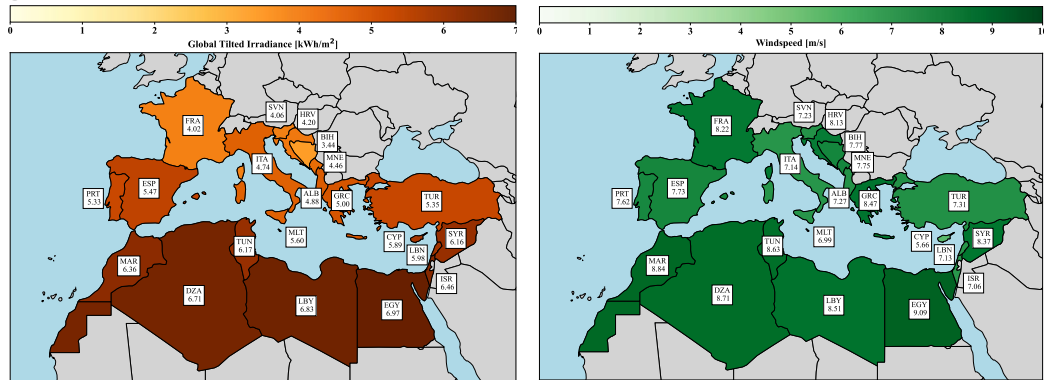 0 1 2 3 4 5 6 7
Global Tilted Irradiance [kWh/m²]
FRA
4.02
SVN
4.06
HRV
4.20
BIH
3.44
MNE
4.46
ITA
4.74
ESP
5.47
PRT
5.33
ALB
4.88
GRC
5.00
TUR
5.35
MLT
5.60
CYP
5.89
SYR
6.16
LBN
5.98
TUN
6.17
MAR
6.36
ISR
6.46
DZA
6.71
LBY
6.83
EGY
6.97
0 1 2 3 4 5 6 7 8 9 10
Windspeed [m/s]
FRA
8.22
SVN
7.23
HRV
8.13
BIH
7.77
MNE
7.75
ITA
7.14
ESP
7.73
PRT
7.62
ALB
7.27
GRC
8.47
TUR
7.31
MLT
6.99
CYP
5.66
SYR
8.37
LBN
7.13
TUN
8.63
MAR
8.84
ISR
7.06
DZA
8.71
LBY
8.51
EGY
9.09